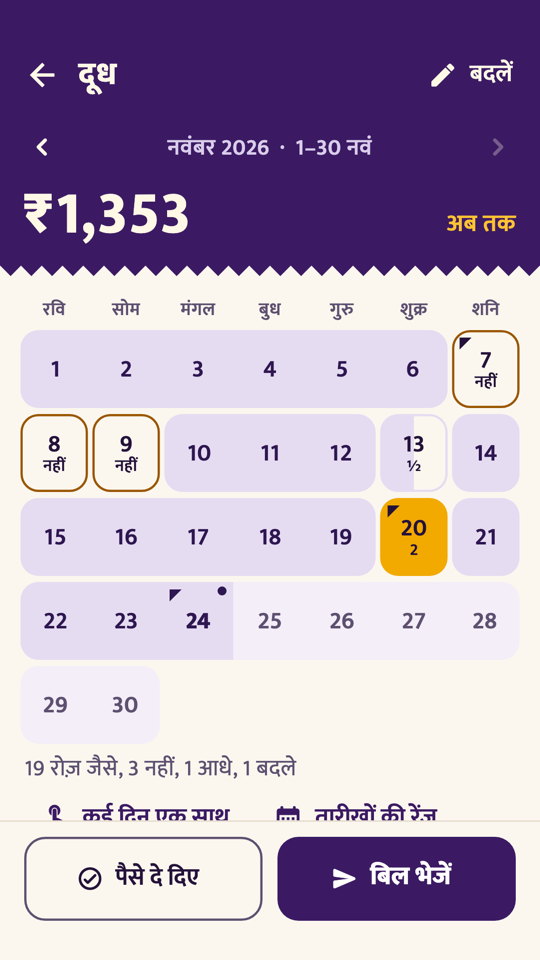 दूध
बदलें
नवंबर 2026 · 1–30 नवं
₹1,353
अब तक
रवि सोम मंगल बुध गुरु शुक्र शनि
1 2 3 4 5 6 7 नहीं
8 नहीं 9 नहीं 10 11 12 13 ½ 14
15 16 17 18 19 20 2 21
22 23 24 25 26 27 28
29 30
19 रोज़ जैसे, 3 नहीं, 1 आधे, 1 बदले
कई दिन एक साथ तारीखों की रेंज
पैसे दे दिए
बिल भेजें